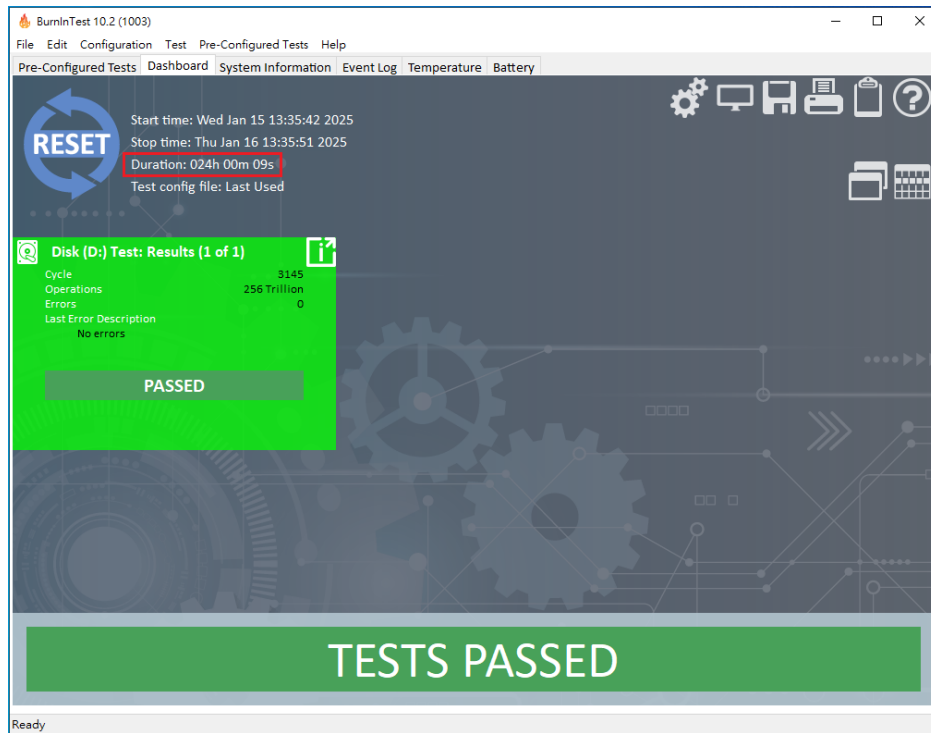 BurnInTest 10.2 (1003)
File Edit Configuration Test Pre-Configured Tests Help
Pre-Configured Tests Dashboard System Information Event Log Temperature Battery
RESET
Start time: Wed Jan 15 13:35:42 2025
Stop time: Thu Jan 16 13:35:51 2025
Duration: 024h 00m 09s
Test config file: Last Used
Disk (D:) Test: Results (1 of 1)
Cycle 3145
Operations 256 Trillion
Errors 0
Last Error Description
No errors
PASSED
TESTS PASSED
Ready